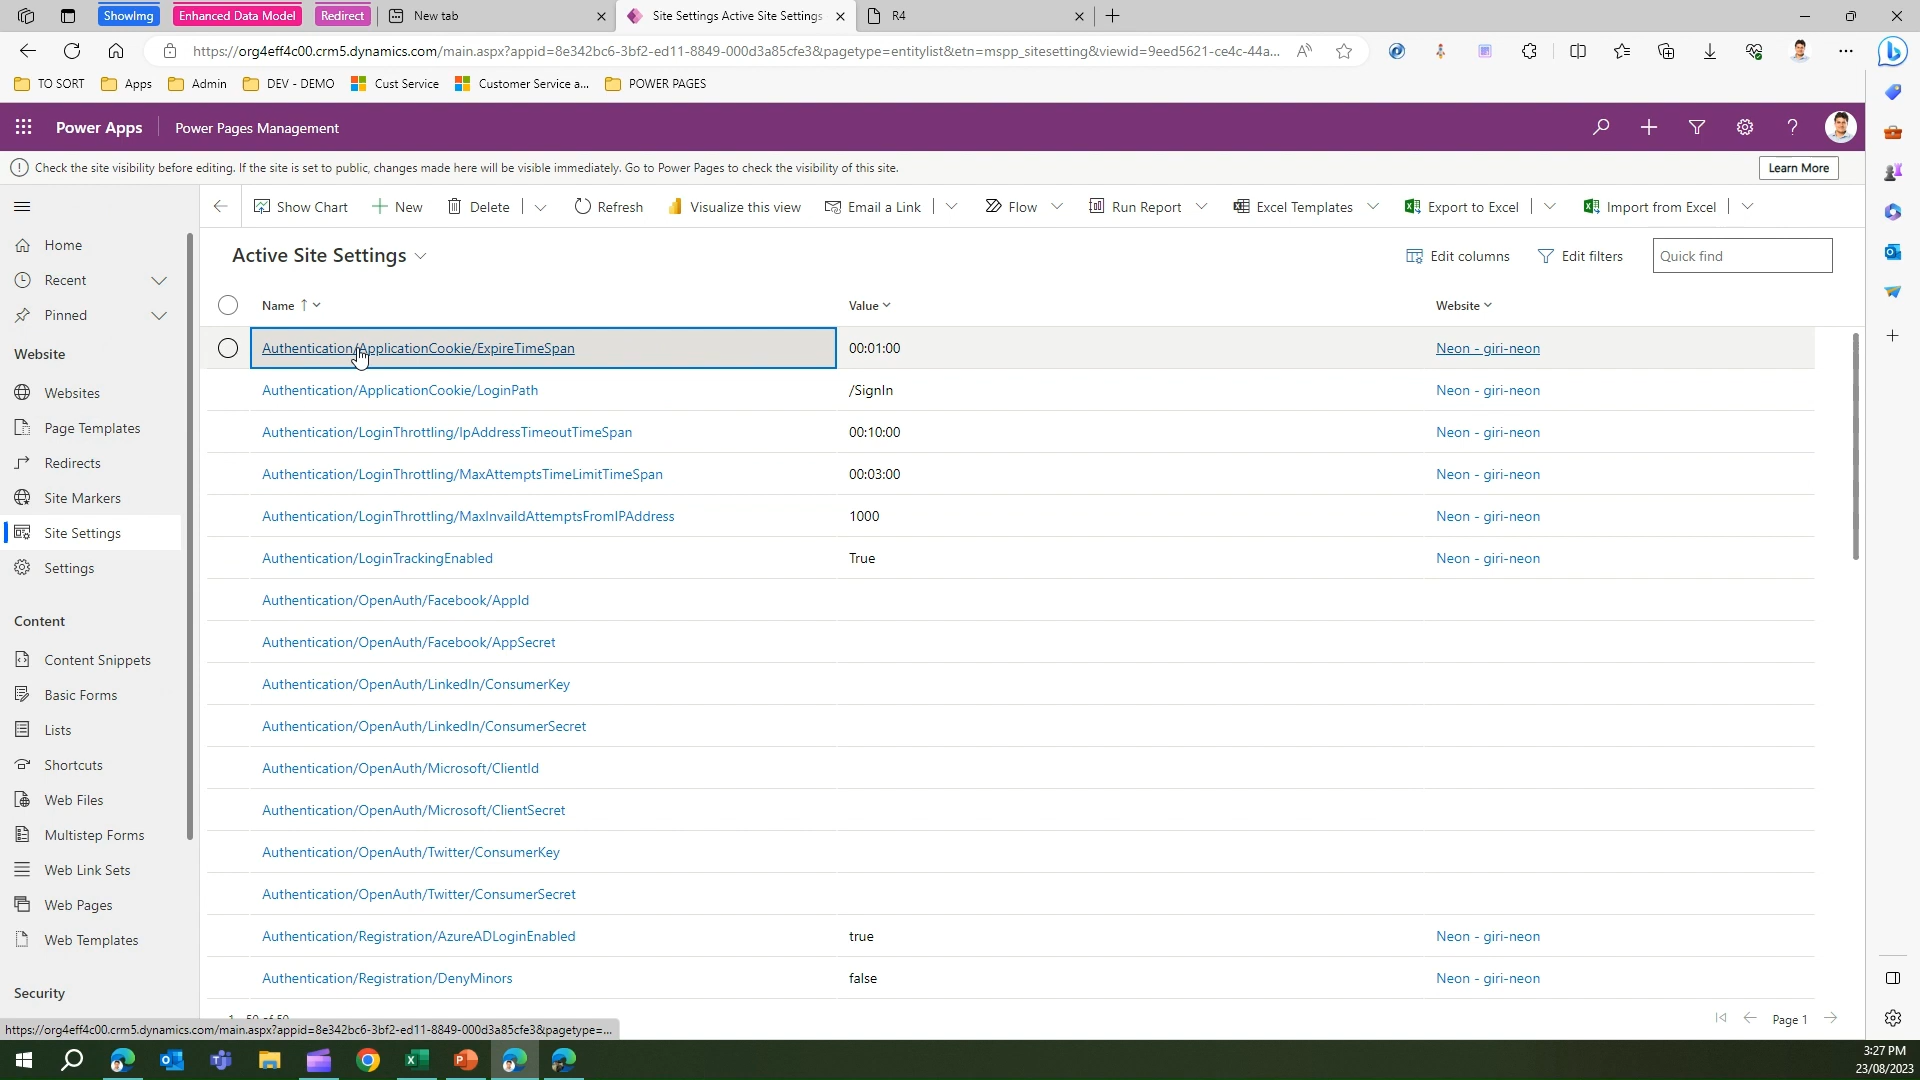 ShowImg
Enhanced Data Model
Redirect
New tab
Site Settings Active Site Settings
R4
https://org4eff4c00.crm5.dynamics.com/main.aspx?appid=8e342bc6-3bf2-ed11-8849-000d3a85cfe3&pagetype=entitylist&etn=mspp_sitesetting&viewid=9eed5621-ce4c-44a...
TO SORT
Apps
Admin
DEV - DEMO
Cust Service
Customer Service a...
POWER PAGES
Power Apps
Power Pages Management
Check the site visibility before editing. If the site is set to public, changes made here will be visible immediately. Go to Power Pages to check the visibility of this site.
Learn More
Show Chart
New
Delete
Refresh
Visualize this view
Email a Link
Flow
Run Report
Excel Templates
Export to Excel
Import from Excel
Home
Recent
Pinned
Website
Websites
Page Templates
Redirects
Site Markers
Site Settings
Settings
Content
Content Snippets
Basic Forms
Lists
Shortcuts
Web Files
Multistep Forms
Web Link Sets
Web Pages
Web Templates
Security
Active Site Settings
Edit columns
Edit filters
Quick find
Name Value Website
Authentication/ApplicationCookie/ExpireTimeSpan 00:01:00 Neon - giri-neon
Authentication/ApplicationCookie/LoginPath /SignIn Neon - giri-neon
Authentication/LoginThrottling/IpAddressTimeoutTimeSpan 00:10:00 Neon - giri-neon
Authentication/LoginThrottling/MaxAttemptsTimeLimitTimeSpan 00:03:00 Neon - giri-neon
Authentication/LoginThrottling/MaxInvaildAttemptsFromIPAddress 1000 Neon - giri-neon
Authentication/LoginTrackingEnabled True Neon - giri-neon
Authentication/OpenAuth/Facebook/AppId
Authentication/OpenAuth/Facebook/AppSecret
Authentication/OpenAuth/LinkedIn/ConsumerKey
Authentication/OpenAuth/LinkedIn/ConsumerSecret
Authentication/OpenAuth/Microsoft/ClientId
Authentication/OpenAuth/Microsoft/ClientSecret
Authentication/OpenAuth/Twitter/ConsumerKey
Authentication/OpenAuth/Twitter/ConsumerSecret
Authentication/Registration/AzureADLoginEnabled true Neon - giri-neon
Authentication/Registration/DenyMinors false Neon - giri-neon
Page 1
https://org4eff4c00.crm5.dynamics.com/main.aspx?appid=8e342bc6-3bf2-ed11-8849-000d3a85cfe3&pagetype=...
3:27 PM
23/08/2023